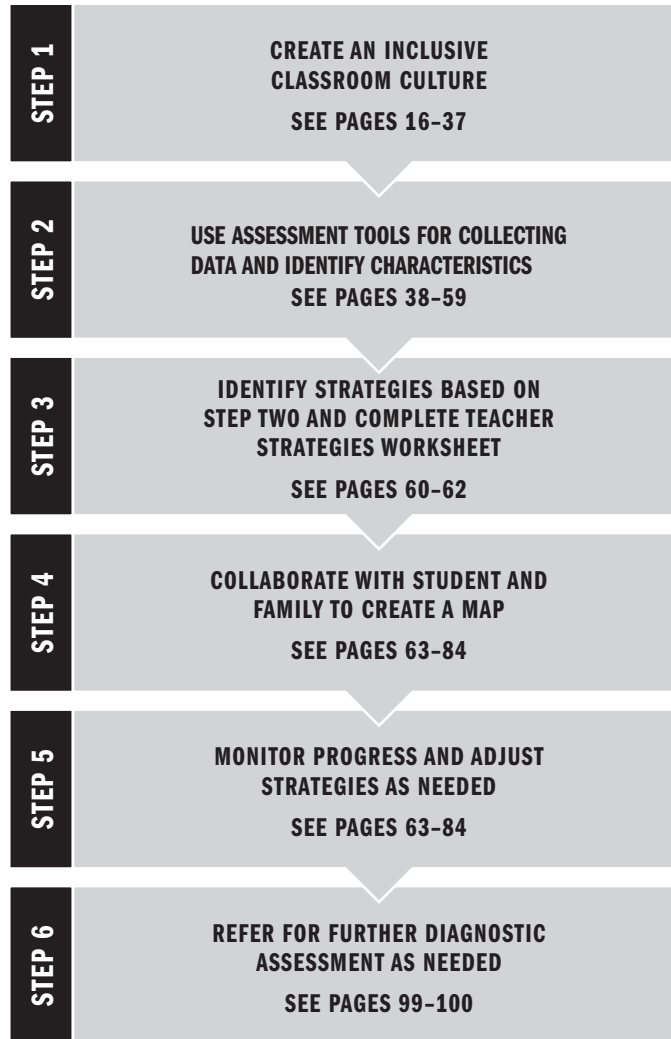 STEP 1
CREATE AN INCLUSIVE
CLASSROOM CULTURE
SEE PAGES 16–37
STEP 2
USE ASSESSMENT TOOLS FOR COLLECTING
DATA AND IDENTIFY CHARACTERISTICS
SEE PAGES 38–59
STEP 3
IDENTIFY STRATEGIES BASED ON
STEP TWO AND COMPLETE TEACHER
STRATEGIES WORKSHEET
SEE PAGES 60–62
STEP 4
COLLABORATE WITH STUDENT AND
FAMILY TO CREATE A MAP
SEE PAGES 63–84
STEP 5
MONITOR PROGRESS AND ADJUST
STRATEGIES AS NEEDED
SEE PAGES 63–84
STEP 6
REFER FOR FURTHER DIAGNOSTIC
ASSESSMENT AS NEEDED
SEE PAGES 99–100